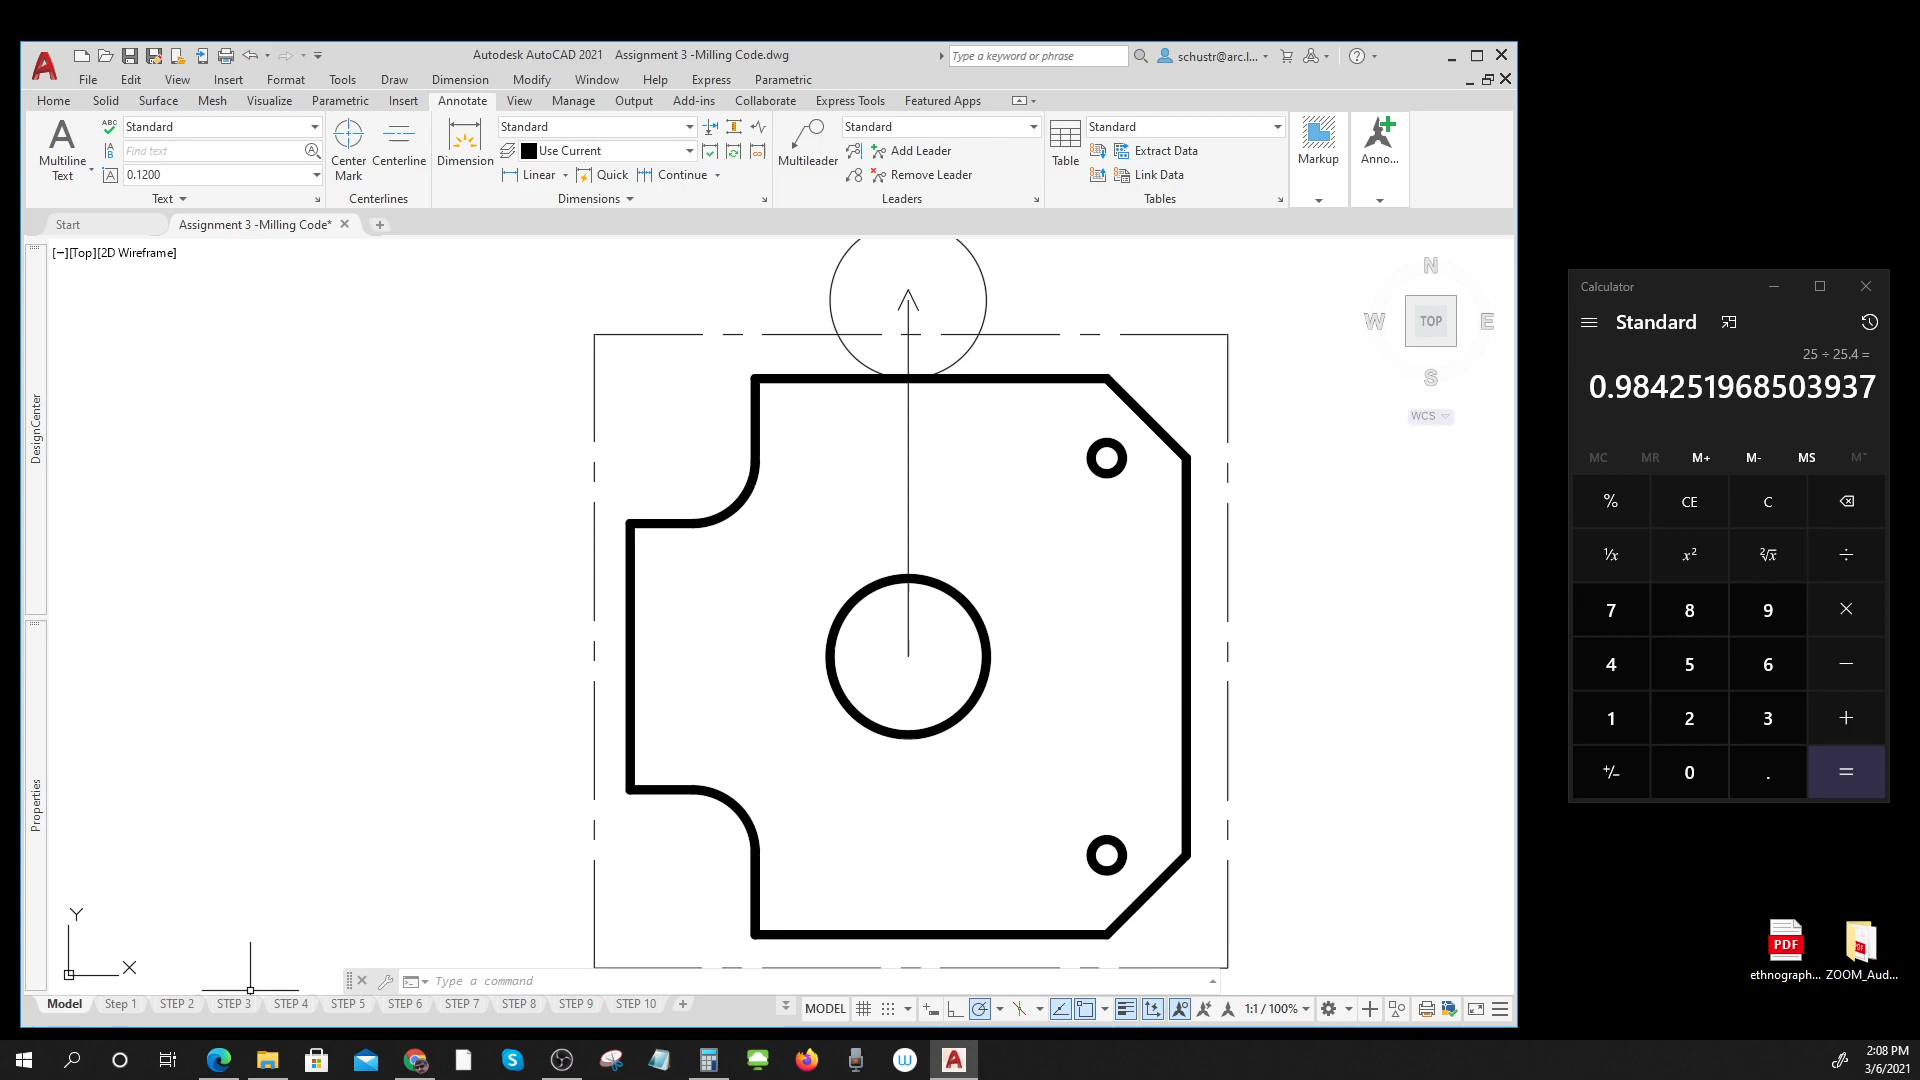 Autodesk AutoCAD 2021 Assignment 3 -Milling Code.dwg
Type a keyword or phrase
schustr@arc.l...
File Edit View Insert Format Tools Draw Dimension Modify Window Help Express Parametric
Home Solid Surface Mesh Visualize Parametric Insert Annotate View Manage Output Add-ins Collaborate Express Tools Featured Apps
A
Multiline
Text
ABC
Standard
Find text
0.1200
Text
Center
Mark
Centerline
Centerlines
Dimension
Standard
Use Current
Linear
Quick
Continue
Dimensions
Multileader
Standard
Add Leader
Remove Leader
Leaders
Table
Standard
Extract Data
Link Data
Tables
Markup
Anno...
Start
Assignment 3 -Milling Code*
[−][Top][2D Wireframe]
DesignCenter
Properties
N
W
TOP
E
S
WCS
Y
X
Type a command
Model Step 1 STEP 2 STEP 3 STEP 4 STEP 5 STEP 6 STEP 7 STEP 8 STEP 9 STEP 10
MODEL
1:1 / 100%
Calculator
Standard
25 ÷ 25.4 =
0.984251968503937
MC MR M+ M- MS M˅
% CE C
¹⁄x x² ²√x ÷
7 8 9 ×
4 5 6 −
1 2 3 +
+/− 0 . =
PDF
ethnograph...
ZOOM_Aud...
2:08 PM
3/6/2021